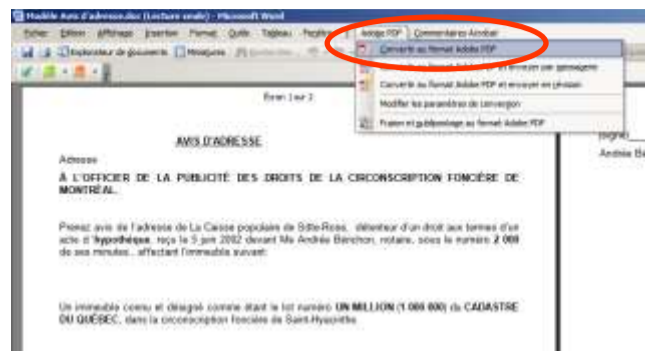 Modèle Avis d'adresse.doc (Lecture seule) - Microsoft Word
Fichier Edition Affichage Insertion Format Outils Tableau Fenêtre Adobe PDF Commentaires Acrobat
Explorateur de documents Miniatures
Convertir au format Adobe PDF
Convertir au format Adobe PDF et envoyer par messagerie
Convertir au format Adobe PDF et envoyer en révision
Modifier les paramètres de conversion
Fusion et publipostage au format Adobe PDF
Écran 1 sur 2
(signé)
AVIS D'ADRESSE
Andrée B
Adresse
À L'OFFICIER DE LA PUBLICITÉ DES DROITS DE LA CIRCONSCRIPTION FONCIÈRE DE
MONTRÉAL.
Prenez avis de l'adresse de La Caisse populaire de détenteur d'un droit aux termes d'un
acte d'hypothèque, reçu le 5 juin 2002 devant Me Andrée notaire, sous le numéro 2 000
de ses minutes, affectant l'immeuble suivant:
Un immeuble connu et désigné comme étant le lot numéro UN MILLION (1 000 000) du CADASTRE
DU QUÉBEC, dans la circonscription foncière de Saint-Hyacinthe